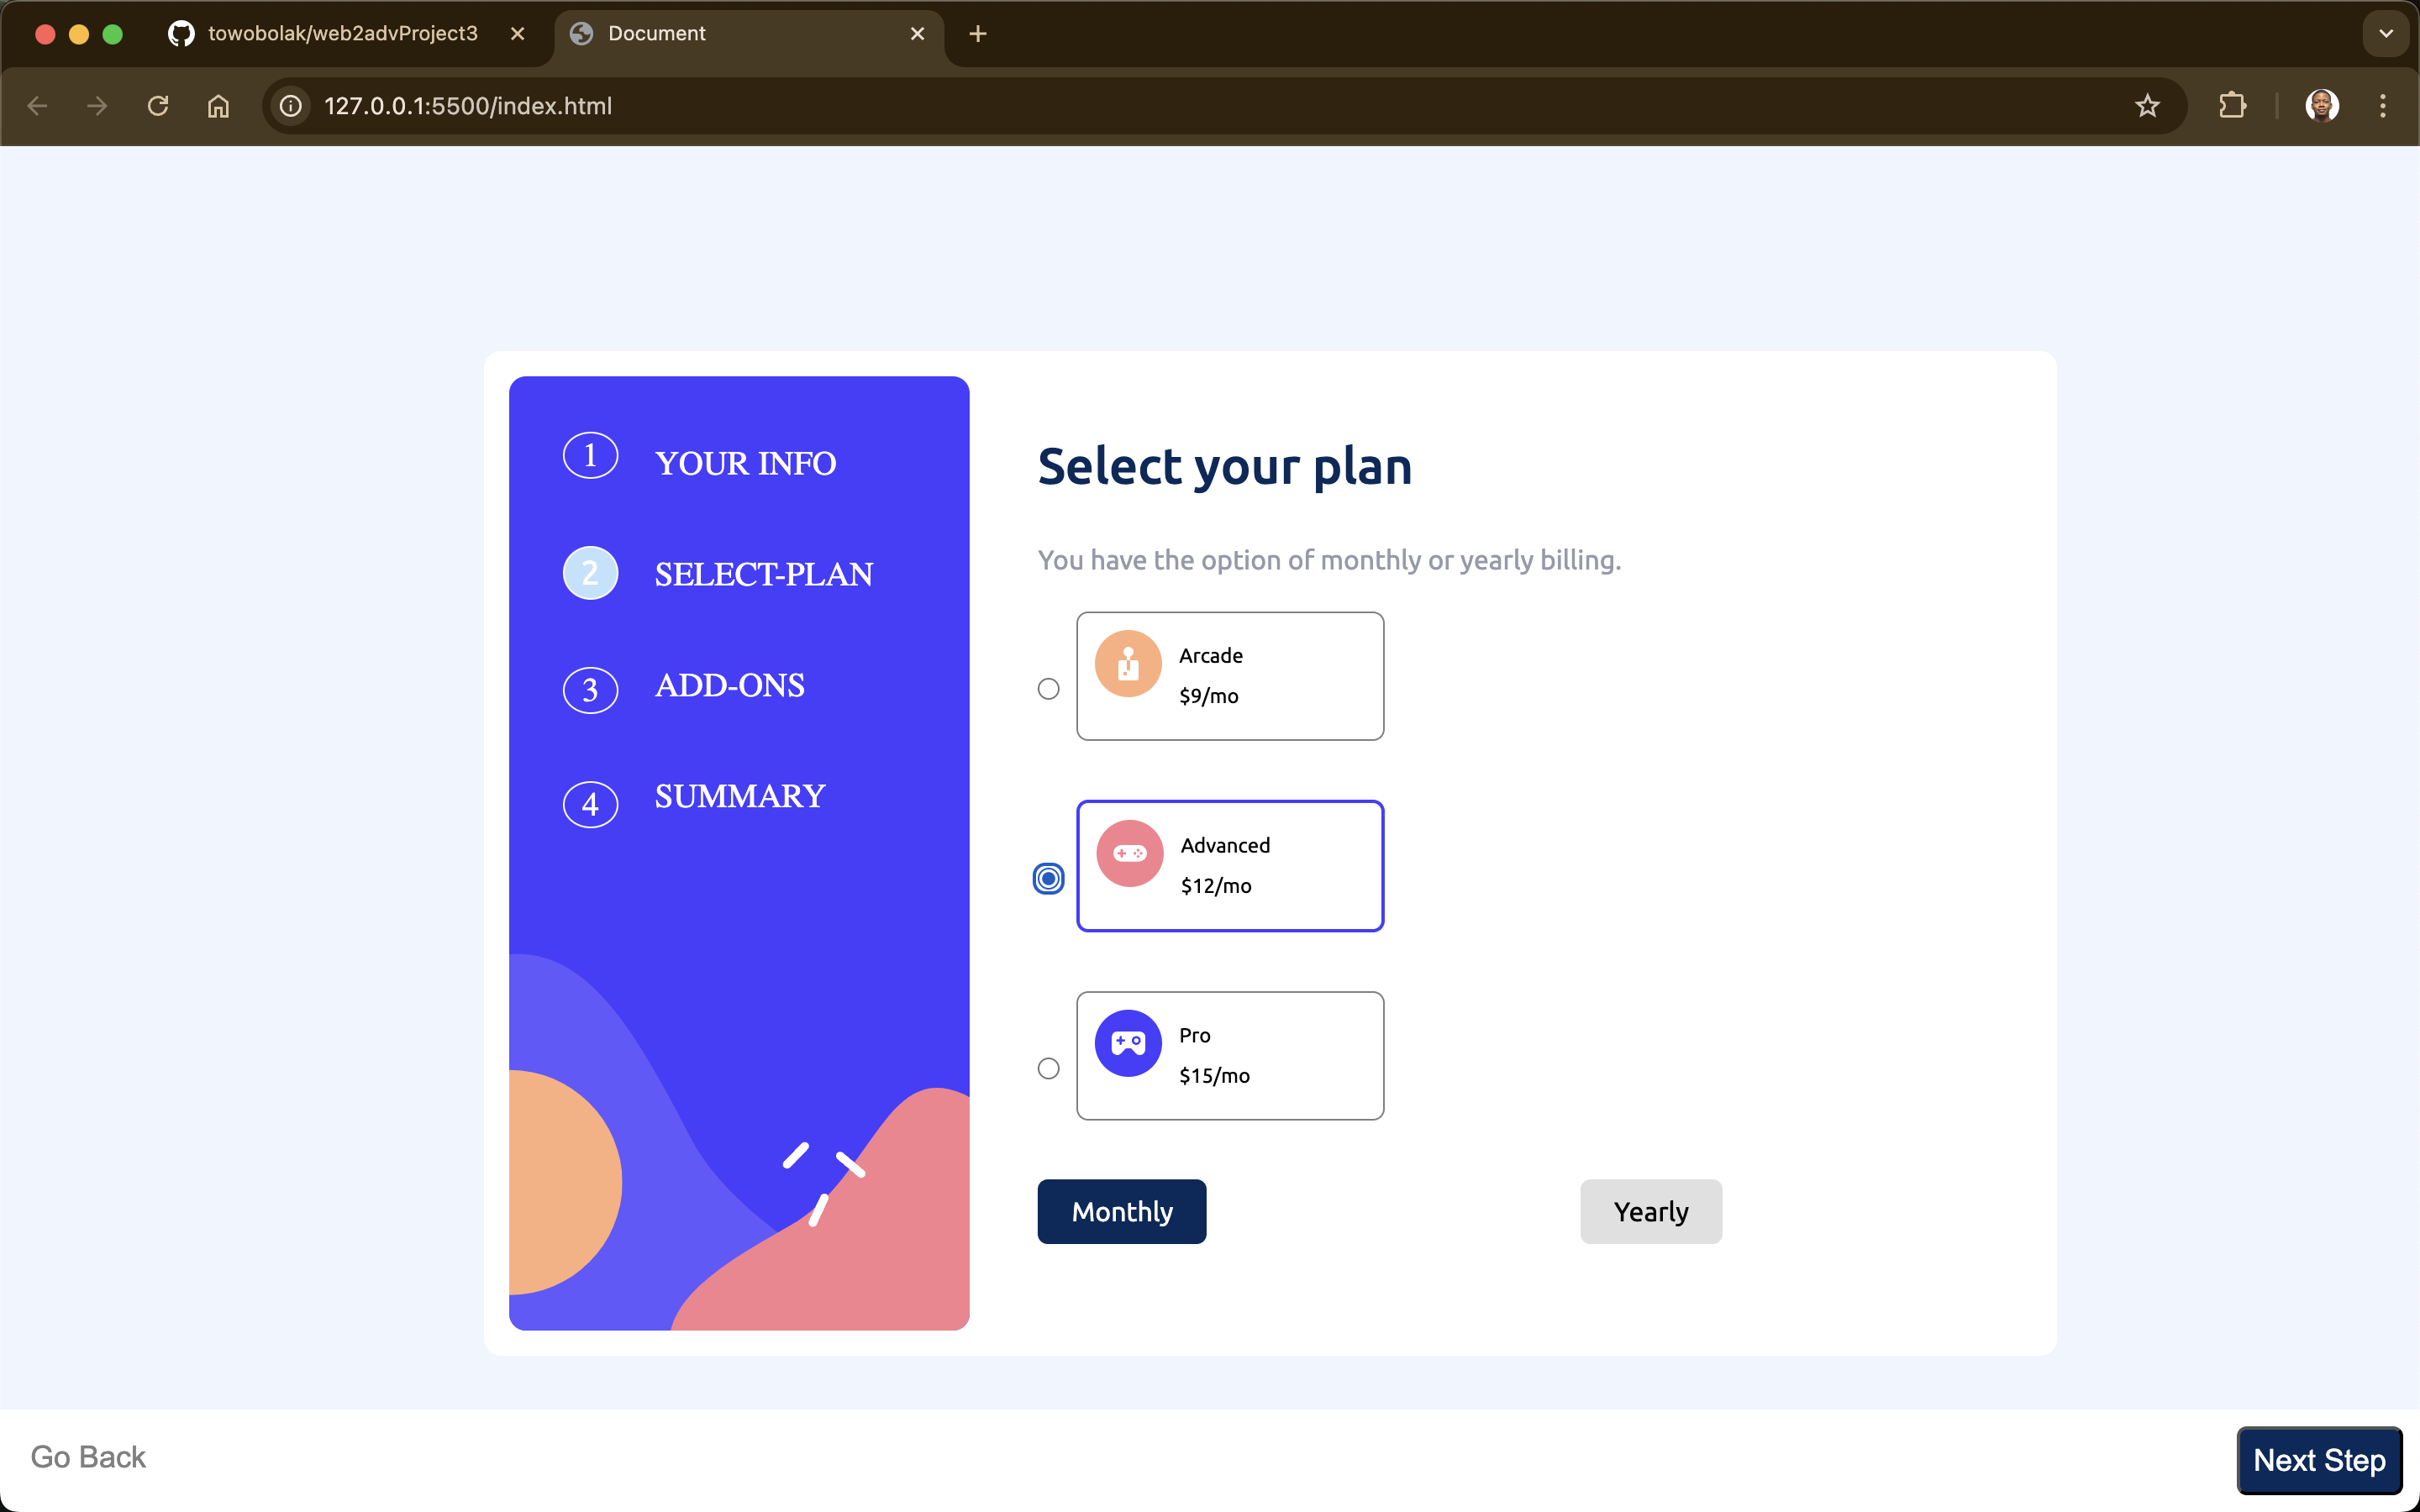 towobolak/web2advProject3
Document
127.0.0.1:5500/index.html
1 YOUR INFO
2 SELECT-PLAN
3 ADD-ONS
4 SUMMARY
Select your plan
You have the option of monthly or yearly billing.
Arcade
$9/mo
Advanced
$12/mo
Pro
$15/mo
Monthly
Yearly
Go Back
Next Step